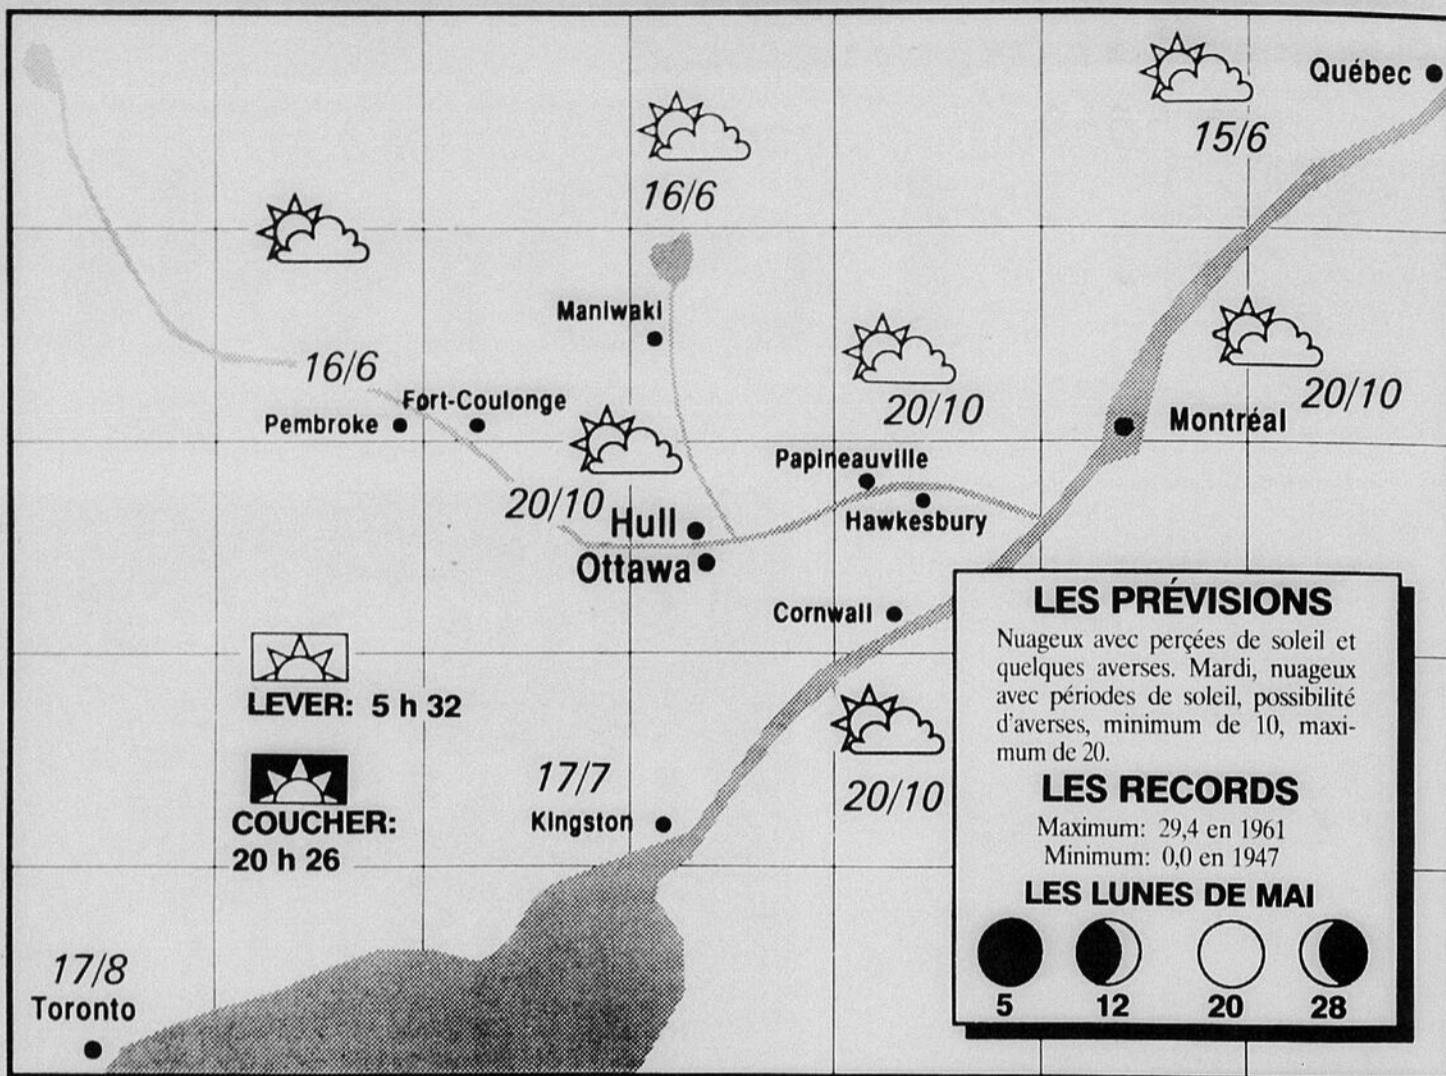 Québec
15/6
16/6
Maniwaki
16/6
20/10
20/10
Fort-Coulonge
Pembroke
Montréal
Papineauville
20/10
Hawkesbury
Hull
Ottawa
Cornwall
LEVER: 5 h 32
COUCHER:
20 h 26
17/7
Kingston
20/10
17/8
Toronto
LES PRÉVISIONS
Nuageux avec perçées de soleil et
quelques averses. Mardi, nuageux
avec périodes de soleil, possibilité
d'averses, minimum de 10, maxi-
mum de 20.
LES RECORDS
Maximum: 29,4 en 1961
Minimum: 0,0 en 1947
LES LUNES DE MAI
5 12 20 28